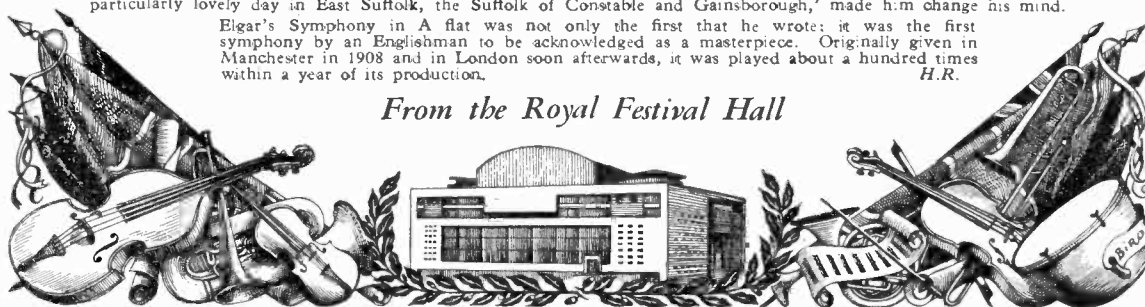 particularly lovely day in East Suffolk, the Suffolk of Constable and Gainsborough,' made him change his mind.
Elgar's Symphony in A flat was not only the first that he wrote; it was the first
symphony by an Englishman to be acknowledged as a masterpiece. Originally given in
Manchester in 1908 and in London soon afterwards, it was played about a hundred times
within a year of its production. H.R.
From the Royal Festival Hall
BIRO